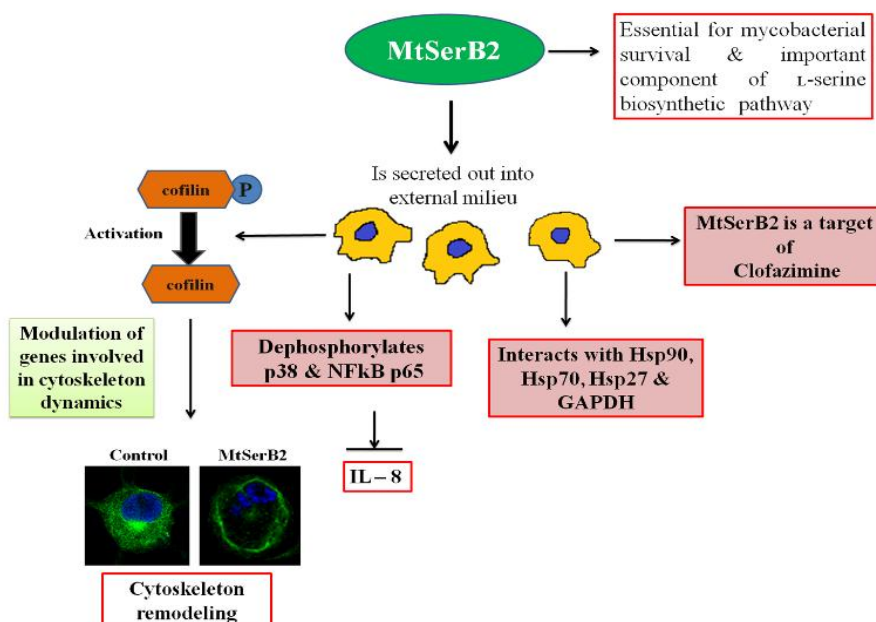 MtSerB2
Essential for mycobacterial
survival & important
component of L-serine
biosynthetic pathway
Is secreted out into
external milieu
cofilin
P
Activation
cofilin
MtSerB2 is a target
of
Clofazimine
Modulation of
genes involved
in cytoskeleton
dynamics
Dephosphorylates
p38 & NFkB p65
Interacts with Hsp90,
Hsp70, Hsp27 &
GAPDH
IL – 8
Control
MtSerB2
Cytoskeleton
remodeling